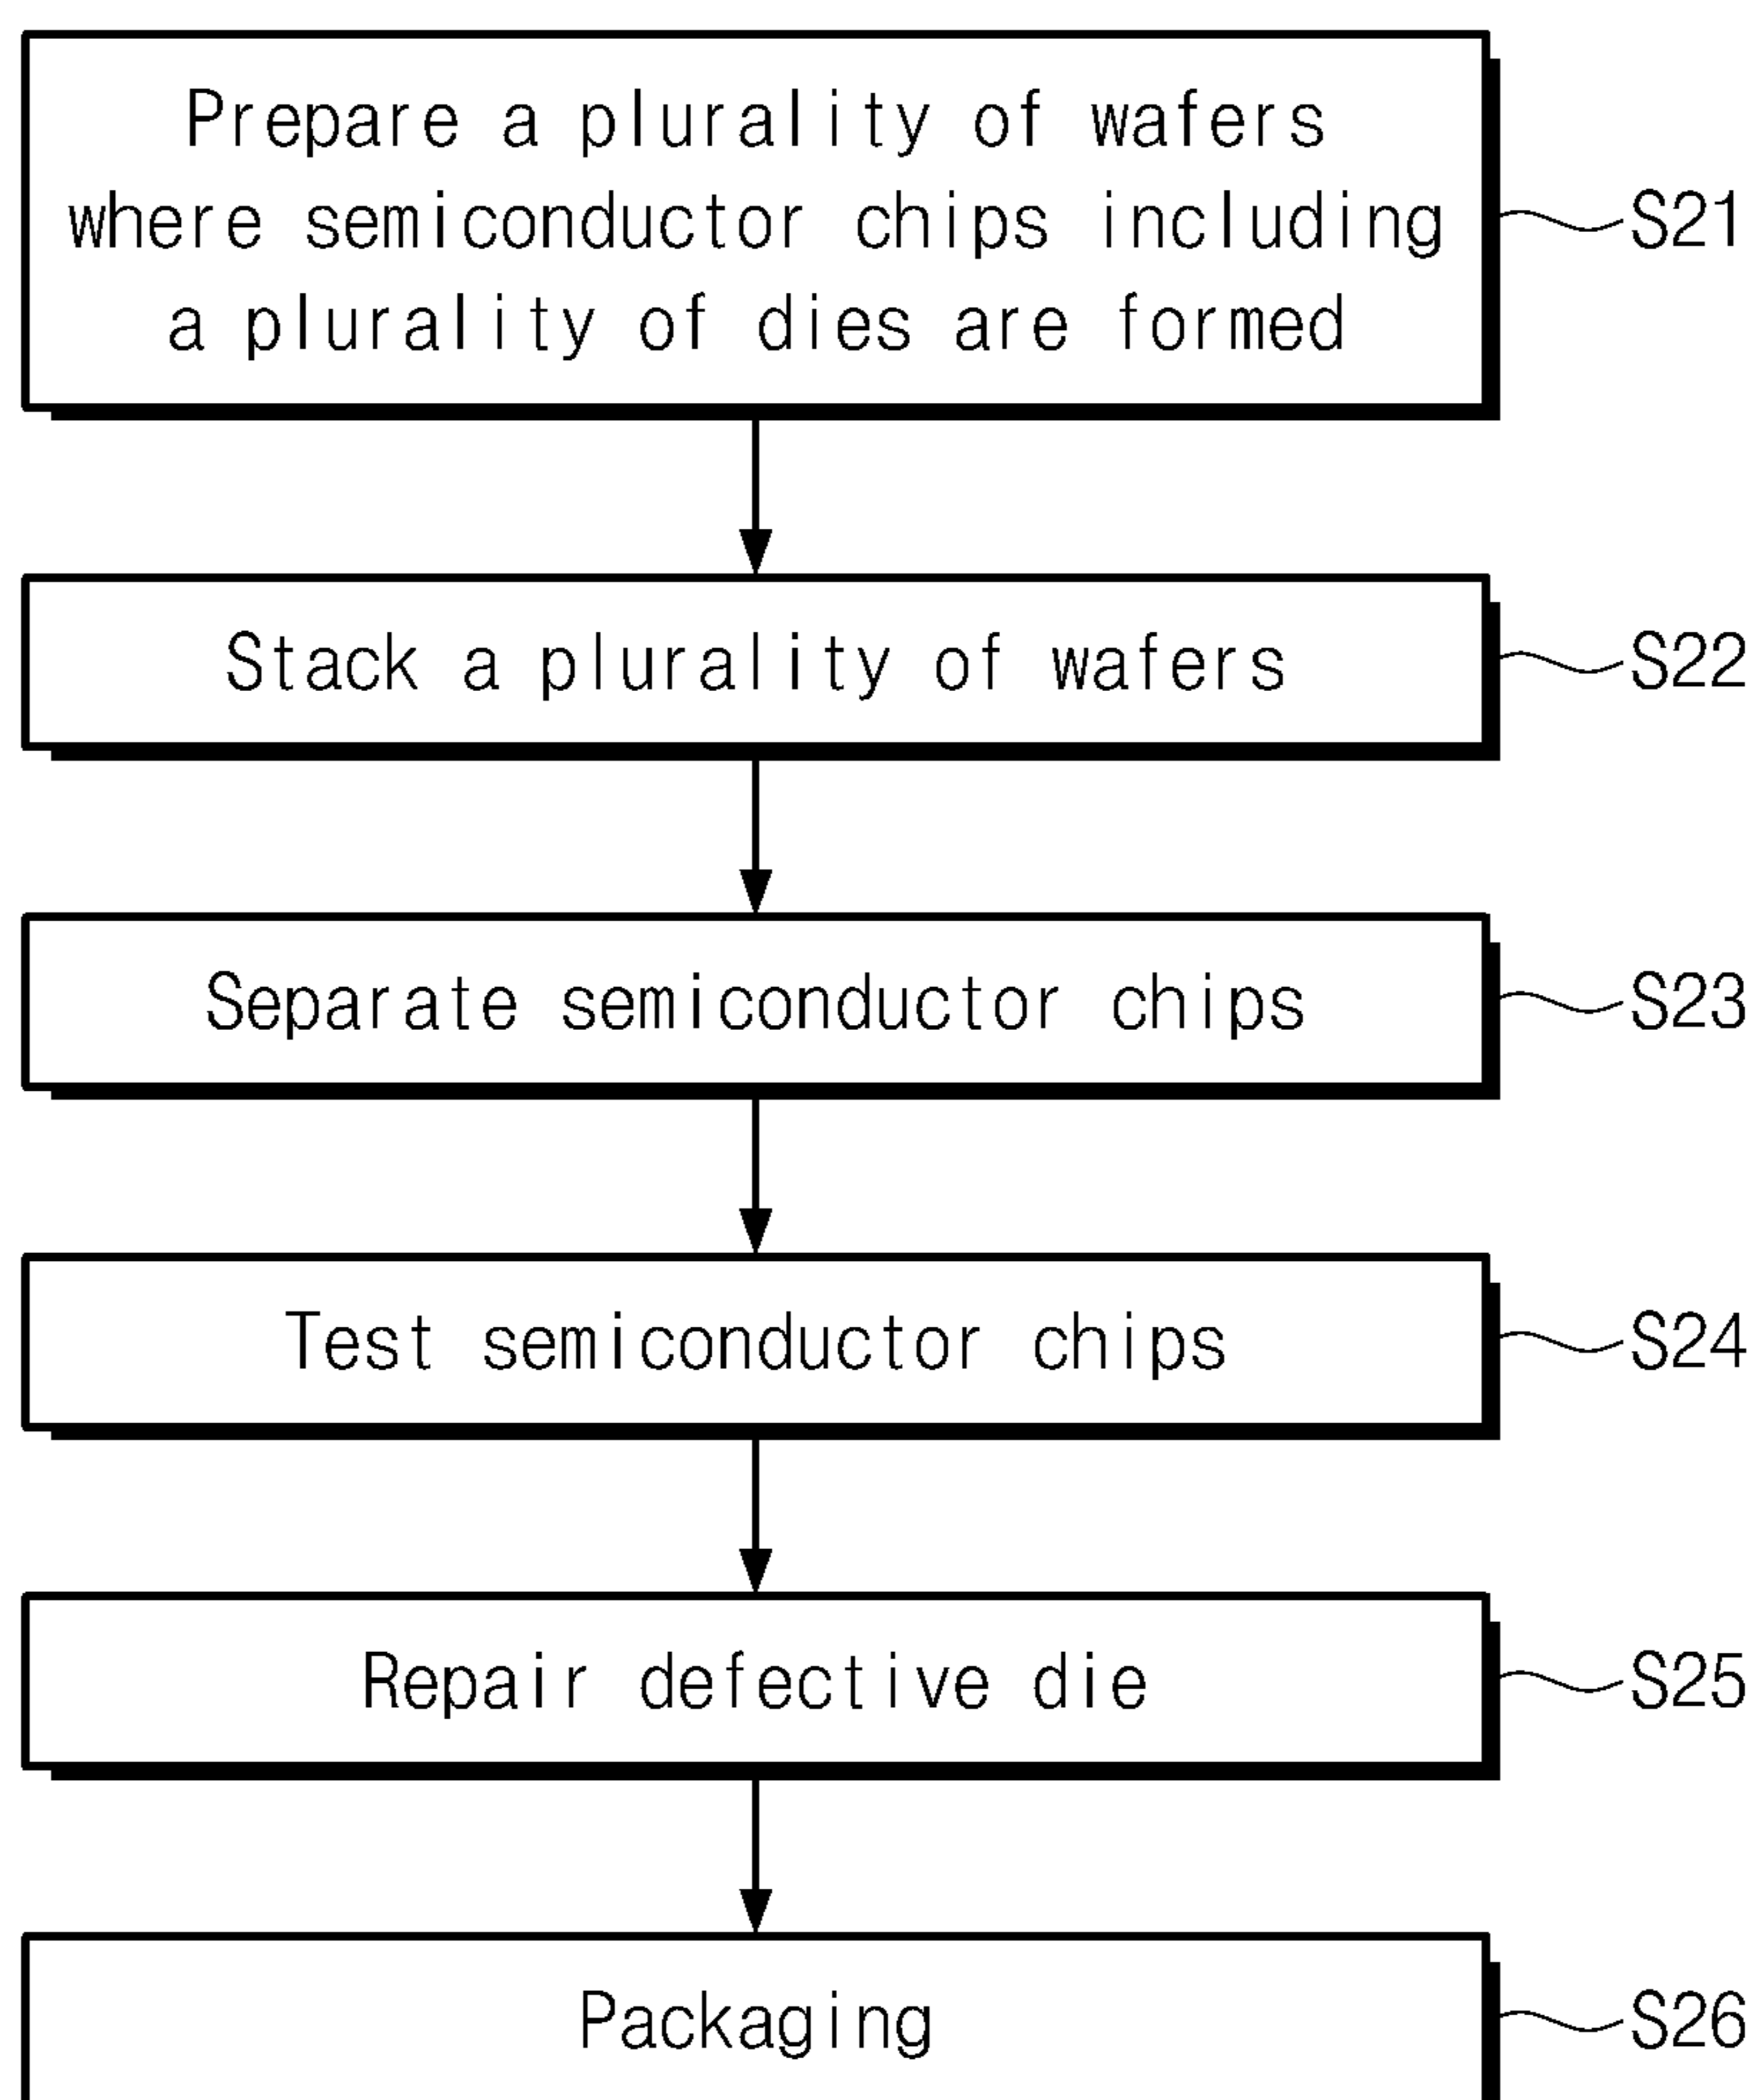 Prepare a plurality of wafers
where semiconductor chips including
a plurality of dies are formed
S21
Stack a plurality of wafers
S22
Separate semiconductor chips
S23
Test semiconductor chips
S24
Repair defective die
S25
Packaging
S26